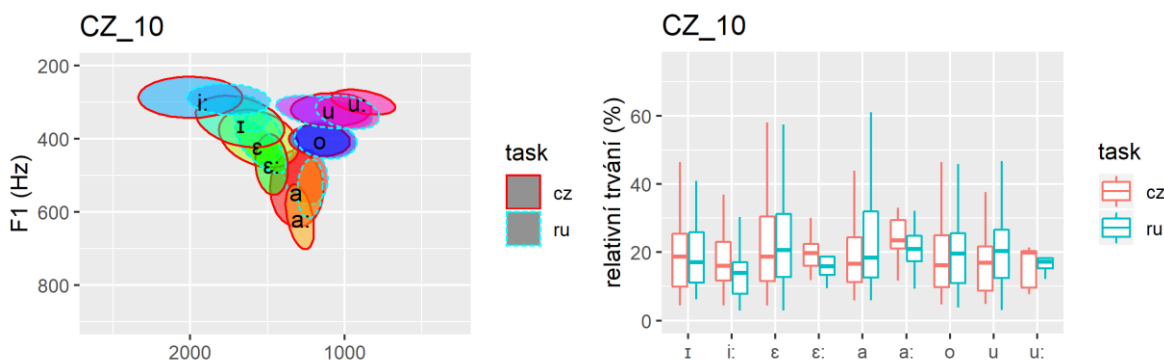 CZ_10
F1 (Hz)
200
400
600
800
2000
1000
i:
ɪ
ɛ
ɛ:
a
a:
o
u
u:
task
cz
ru
CZ_10
relativní trvání (%)
60
40
20
0
ɪ
i:
ɛ
ɛ:
a
a:
o
u
u:
task
cz
ru